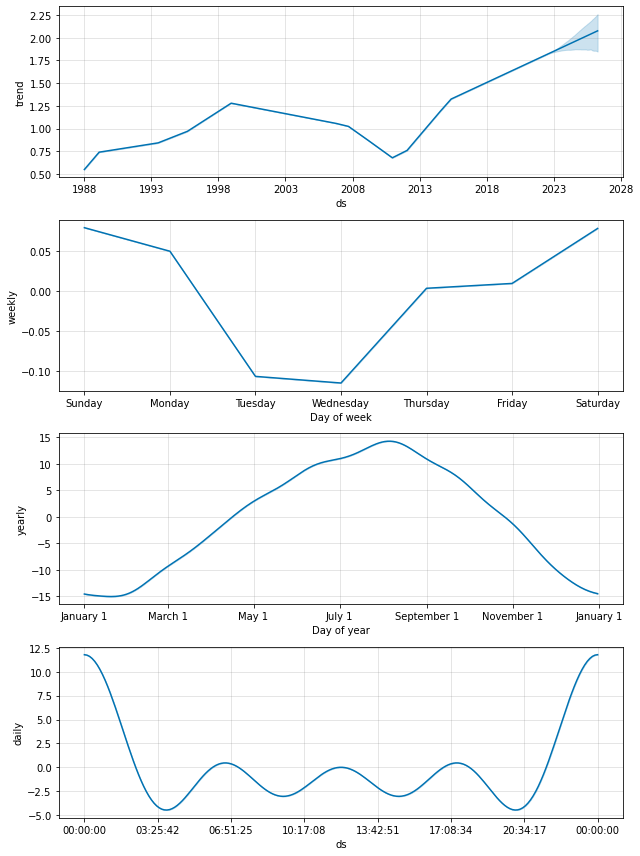 2.25
2.00
1.75
1.50
1.25
1.00
0.75
0.50
trend
1988 1993 1998 2003 2008 2013 2018 2023 2028
ds
0.05
0.00
−0.05
−0.10
weekly
Sunday Monday Tuesday Wednesday Thursday Friday Saturday
Day of week
15
10
5
0
−5
−10
−15
yearly
January 1 March 1 May 1 July 1 September 1 November 1 January 1
Day of year
12.5
10.0
7.5
5.0
2.5
0.0
−2.5
−5.0
daily
00:00:00 03:25:42 06:51:25 10:17:08 13:42:51 17:08:34 20:34:17 00:00:00
ds